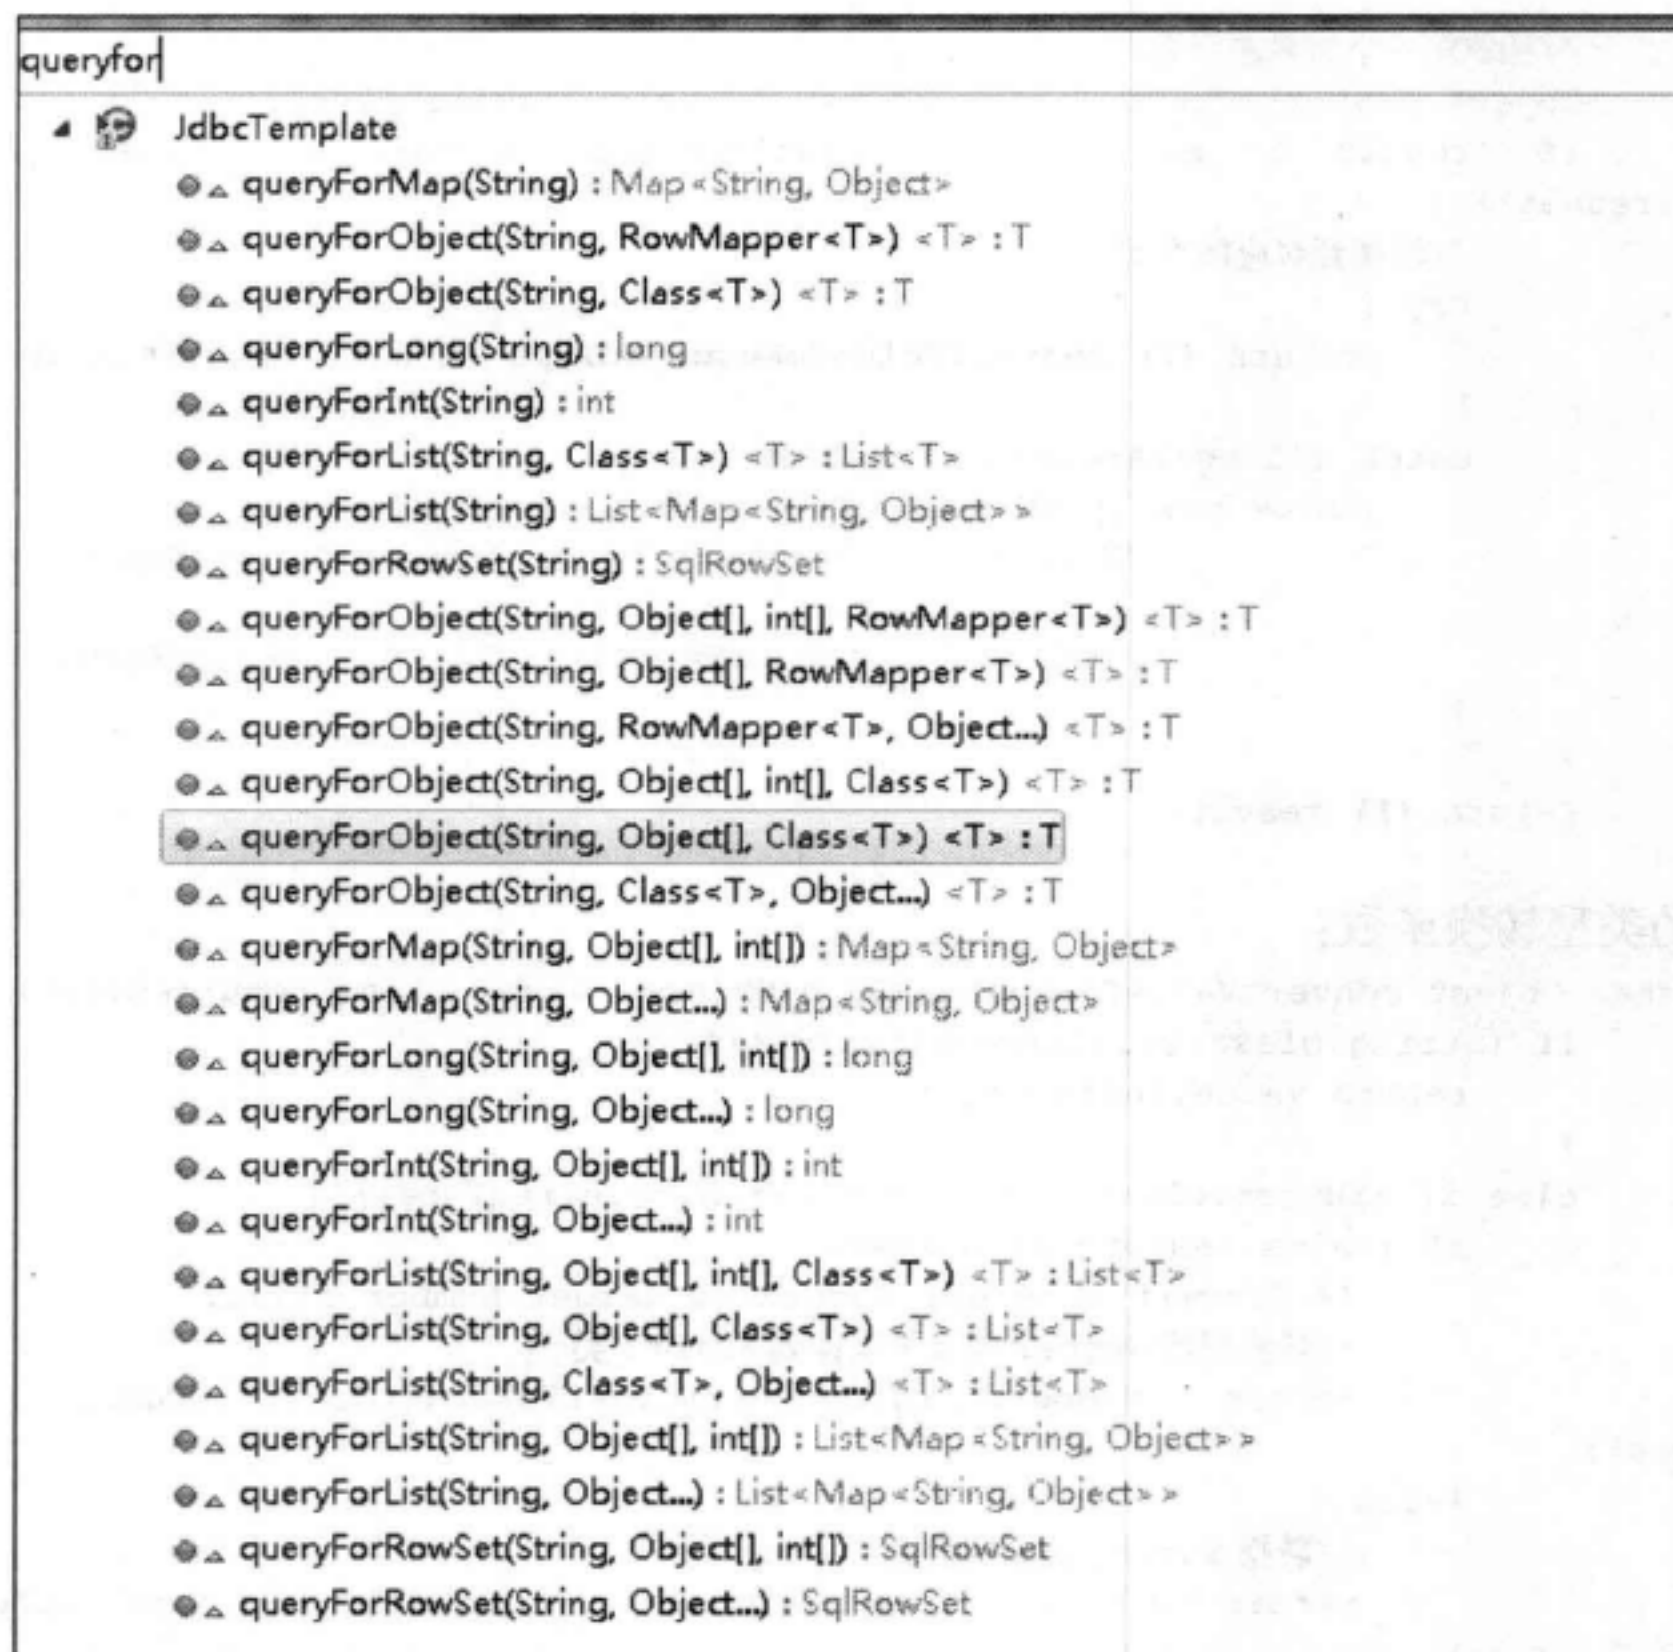 queryfor
JdbcTemplate
queryForMap(String) : Map<String, Object>
queryForObject(String, RowMapper<T>) <T> : T
queryForObject(String, Class<T>) <T> : T
queryForLong(String) : long
queryForInt(String) : int
queryForList(String, Class<T>) <T> : List<T>
queryForList(String) : List<Map<String, Object>>
queryForRowSet(String) : SqlRowSet
queryForObject(String, Object[], int[], RowMapper<T>) <T> : T
queryForObject(String, Object[], RowMapper<T>) <T> : T
queryForObject(String, RowMapper<T>, Object...) <T> : T
queryForObject(String, Object[], int[], Class<T>) <T> : T
queryForObject(String, Object[], Class<T>) <T> : T
queryForObject(String, Class<T>, Object...) <T> : T
queryForMap(String, Object[], int[]) : Map<String, Object>
queryForMap(String, Object...) : Map<String, Object>
queryForLong(String, Object[], int[]) : long
queryForLong(String, Object...) : long
queryForInt(String, Object[], int[]) : int
queryForInt(String, Object...) : int
queryForList(String, Object[], int[], Class<T>) <T> : List<T>
queryForList(String, Object[], Class<T>) <T> : List<T>
queryForList(String, Class<T>, Object...) <T> : List<T>
queryForList(String, Object[], int[]) : List<Map<String, Object>>
queryForList(String, Object...) : List<Map<String, Object>>
queryForRowSet(String, Object[], int[]) : SqlRowSet
queryForRowSet(String, Object...) : SqlRowSet